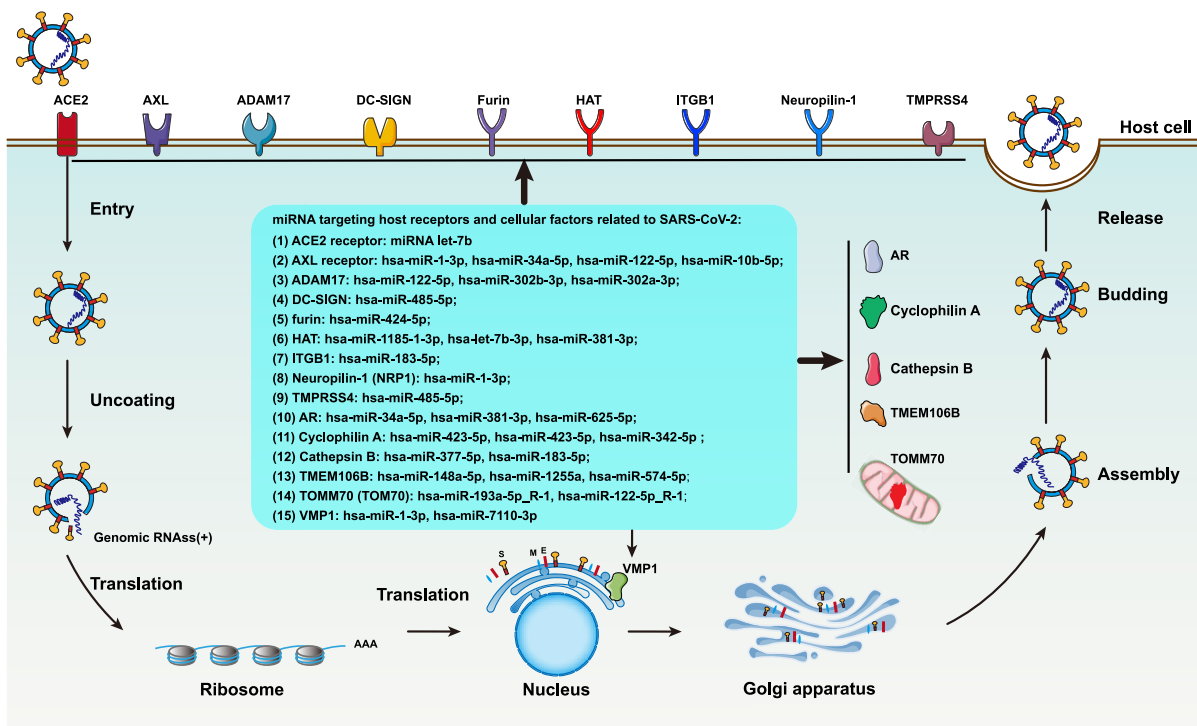 ACE2
AXL
ADAM17
DC-SIGN
Furin
HAT
ITGB1
Neuropilin-1
TMPRSS4
Host cell
Entry
Uncoating
Genomic RNAss(+)
Translation
AAA
Ribosome
miRNA targeting host receptors and cellular factors related to SARS-CoV-2:
(1) ACE2 receptor: miRNA let-7b
(2) AXL receptor: hsa-miR-1-3p, hsa-miR-34a-5p, hsa-miR-122-5p, hsa-miR-10b-5p;
(3) ADAM17: hsa-miR-122-5p, hsa-miR-302b-3p, hsa-miR-302a-3p;
(4) DC-SIGN: hsa-miR-485-5p;
(5) furin: hsa-miR-424-5p;
(6) HAT: hsa-miR-1185-1-3p, hsa-let-7b-3p, hsa-miR-381-3p;
(7) ITGB1: hsa-miR-183-5p;
(8) Neuropilin-1 (NRP1): hsa-miR-1-3p;
(9) TMPRSS4: hsa-miR-485-5p;
(10) AR: hsa-miR-34a-5p, hsa-miR-381-3p, hsa-miR-625-5p;
(11) Cyclophilin A: hsa-miR-423-5p, hsa-miR-423-5p, hsa-miR-342-5p ;
(12) Cathepsin B: hsa-miR-377-5p, hsa-miR-183-5p;
(13) TMEM106B: hsa-miR-148a-5p, hsa-miR-1255a, hsa-miR-574-5p;
(14) TOMM70 (TOM70): hsa-miR-193a-5p_R-1, hsa-miR-122-5p_R-1;
(15) VMP1: hsa-miR-1-3p, hsa-miR-7110-3p
AR
Cyclophilin A
Cathepsin B
TMEM106B
TOMM70
Translation
S
M
E
VMP1
Nucleus
Golgi apparatus
Assembly
Budding
Release